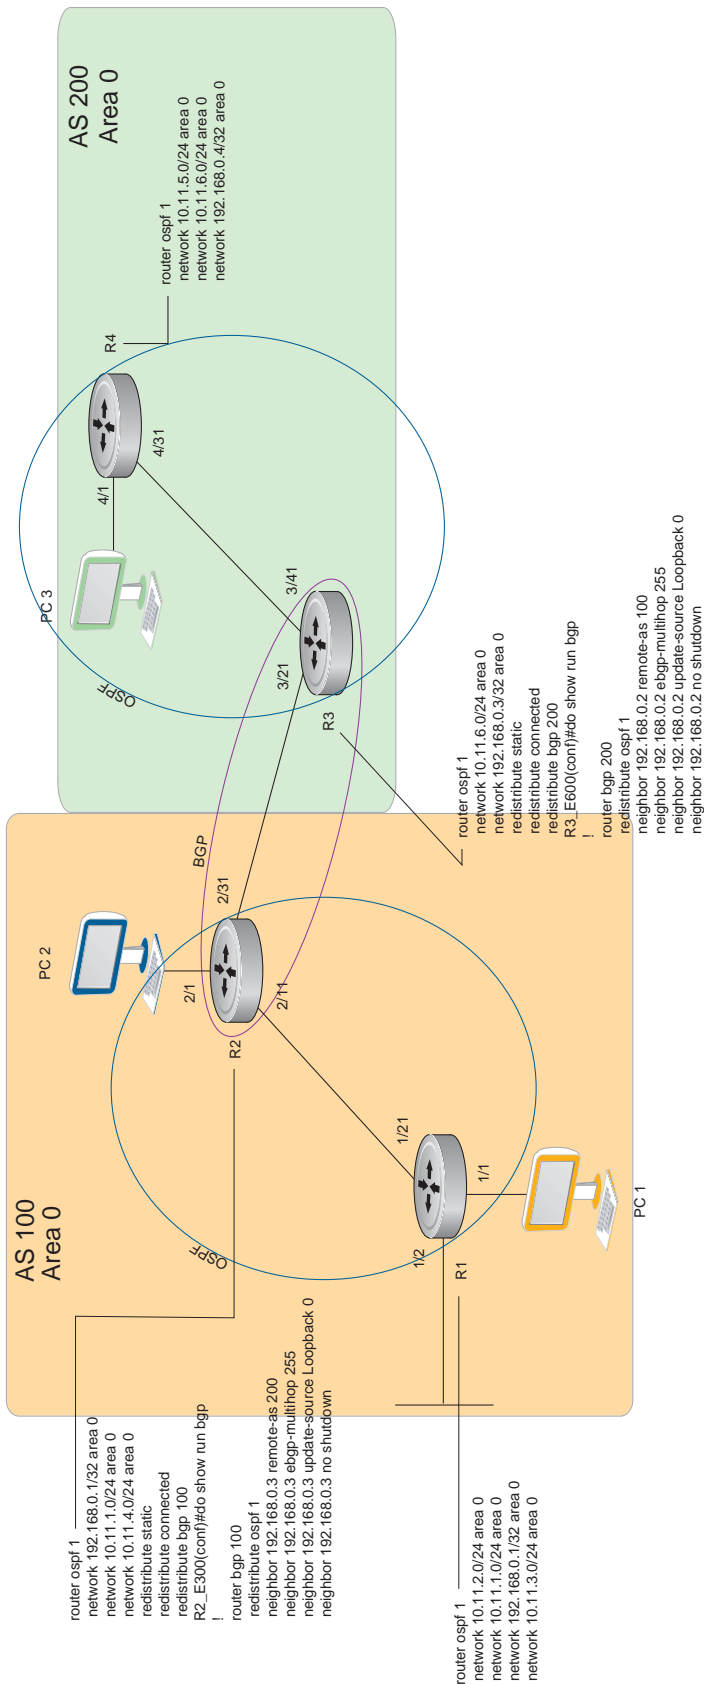 AS 100
Area 0
AS 200
Area 0
router ospf 1
network 192.168.0.1/32 area 0
network 10.11.1.0/24 area 0
network 10.11.4.0/24 area 0
redistribute static
redistribute connected
redistribute bgp 100
R2_E300(conf)#do show run bgp
!
router bgp 100
redistribute ospf 1
neighbor 192.168.0.3 remote-as 200
neighbor 192.168.0.3 ebgp-multihop 255
neighbor 192.168.0.3 update-source Loopback 0
neighbor 192.168.0.3 no shutdown
OSPF
PC 2
2/1
R2
2/31
2/11
BGP
1/21
1/2
1/1
R1
PC 1
router ospf 1
network 10.11.2.0/24 area 0
network 10.11.1.0/24 area 0
network 192.168.0.1/32 area 0
network 10.11.3.0/24 area 0
OSPF
PC 3
4/1
R4
4/31
router ospf 1
network 10.11.5.0/24 area 0
network 10.11.6.0/24 area 0
network 192.168.0.4/32 area 0
3/41
3/21
R3
router ospf 1
network 10.11.6.0/24 area 0
network 192.168.0.3/32 area 0
redistribute static
redistribute connected
redistribute bgp 200
R3_E600(conf)#do show run bgp
!
router bgp 200
redistribute ospf 1
neighbor 192.168.0.2 remote-as 100
neighbor 192.168.0.2 ebgp-multihop 255
neighbor 192.168.0.2 update-source Loopback 0
neighbor 192.168.0.2 no shutdown